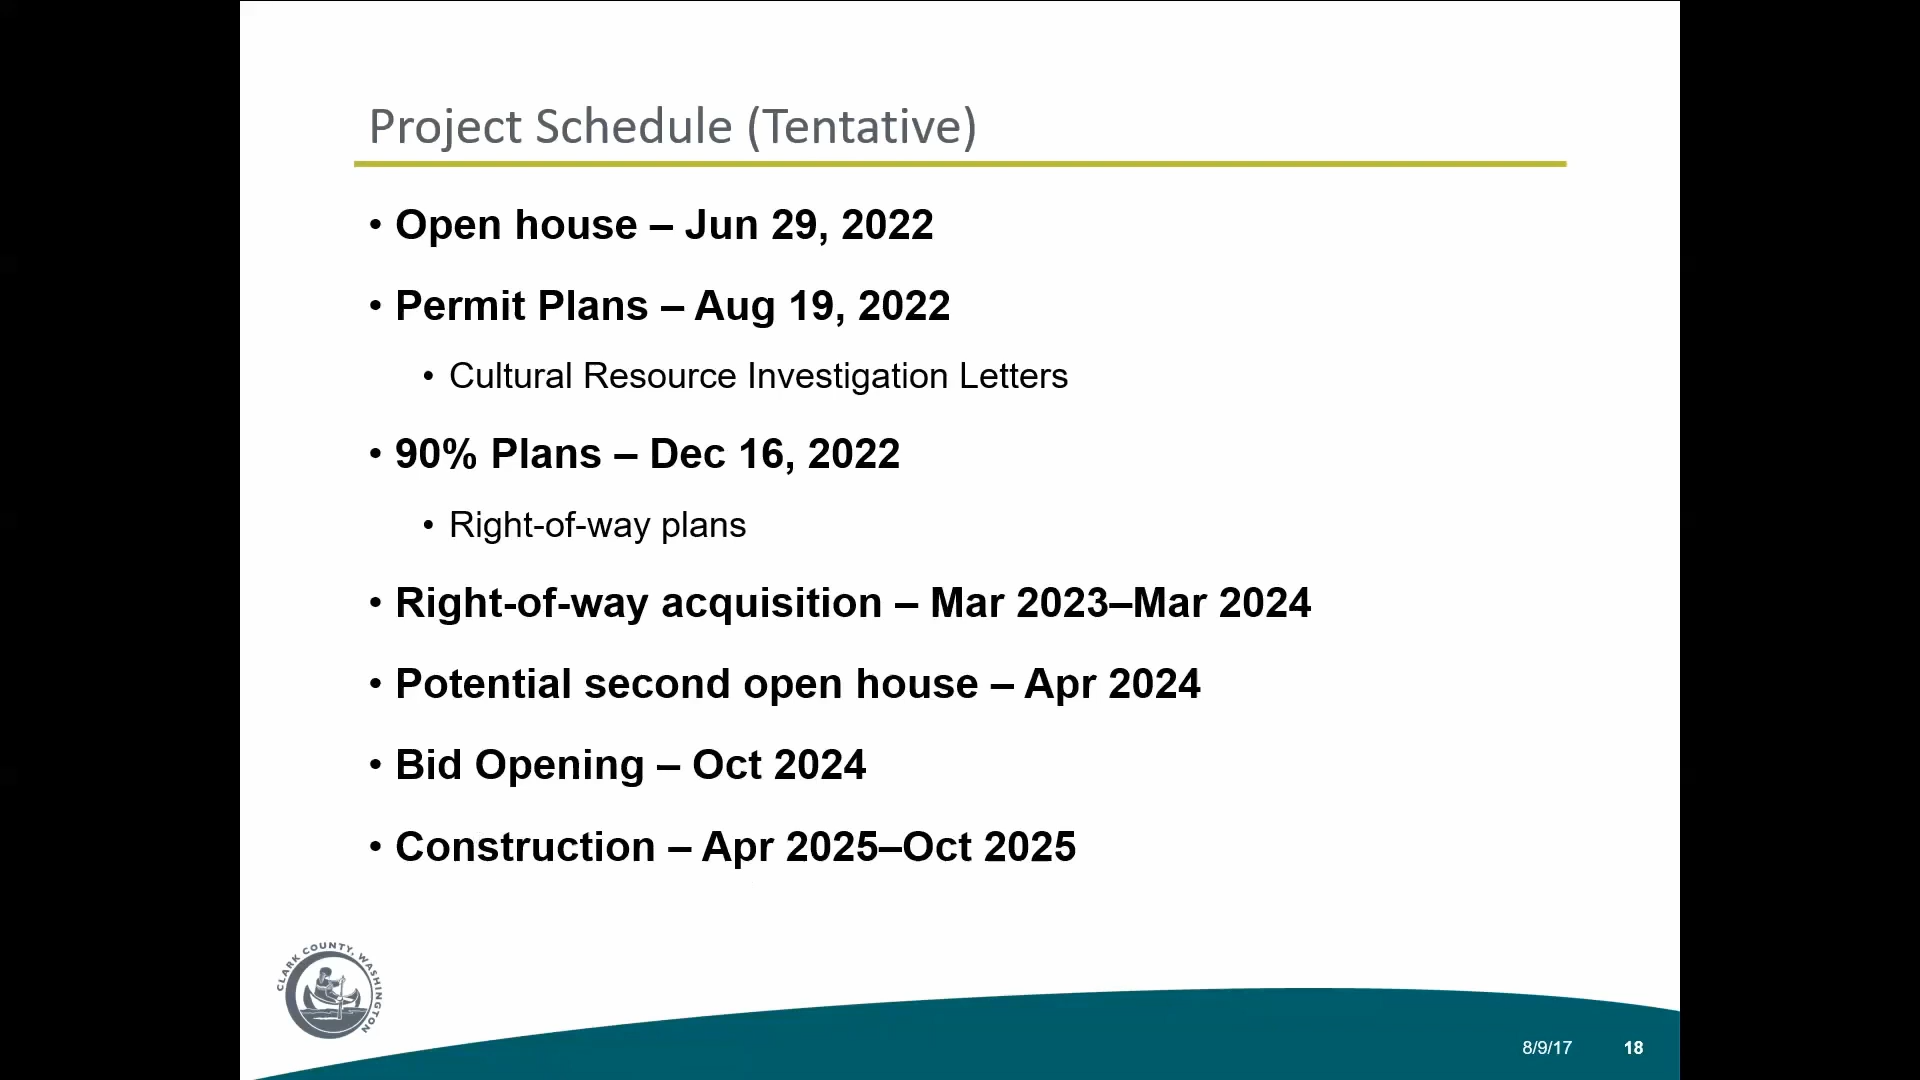 Project Schedule (Tentative)
• Open house – Jun 29, 2022
• Permit Plans – Aug 19, 2022
• Cultural Resource Investigation Letters
• 90% Plans – Dec 16, 2022
• Right-of-way plans
• Right-of-way acquisition – Mar 2023–Mar 2024
• Potential second open house – Apr 2024
• Bid Opening – Oct 2024
• Construction – Apr 2025–Oct 2025
CLARK COUNTY, WASHINGTON
8/9/17 18